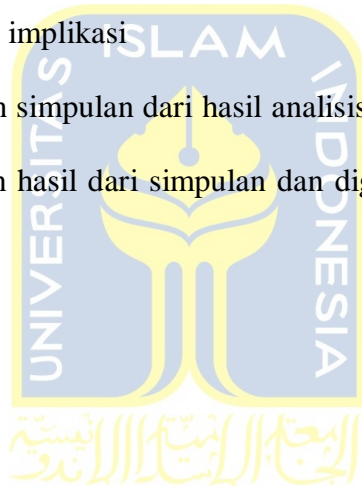 implikasi
n simpulan dari hasil analisis
n hasil dari simpulan dan dig
UNIVERSITAS ISLAM INDONESIA